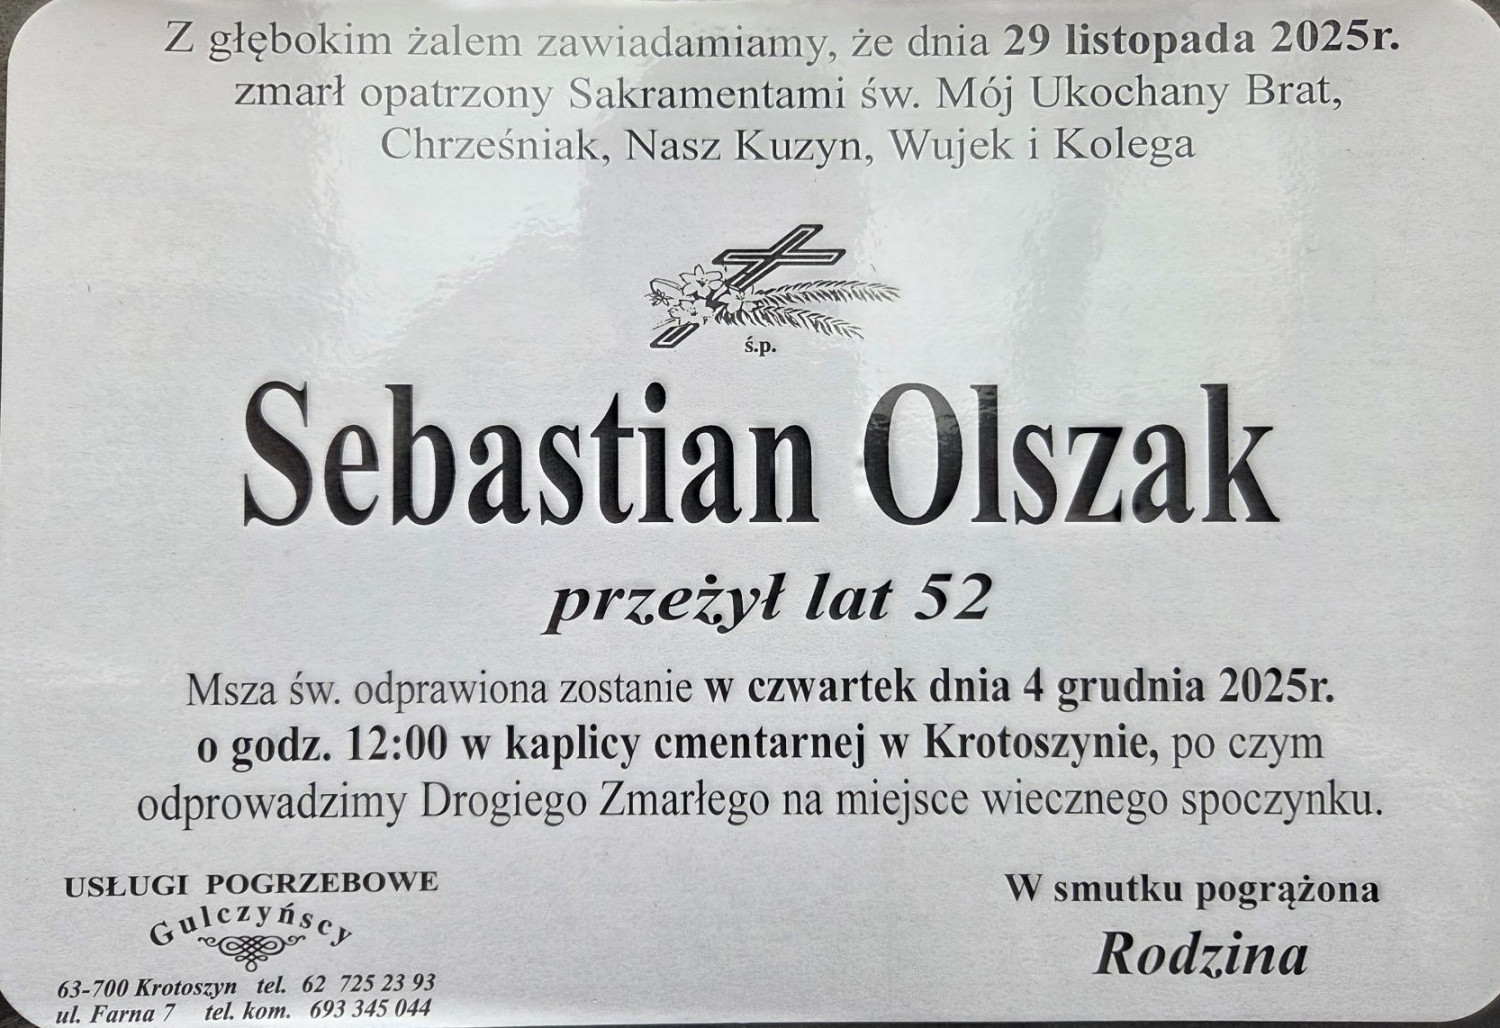 Z głębokim żalem zawiadamiamy, że dnia 29 listopada 2025r.
zmarł opatrzony Sakramentami św. Mój Ukochany Brat,
Chrześniak, Nasz Kuzyn, Wujek i Kolega
ś.p.
Sebastian Olszak
przeżył lat 52
Msza św. odprawiona zostanie w czwartek dnia 4 grudnia 2025r.
o godz. 12:00 w kaplicy cmentarnej w Krotoszynie, po czym
odprowadzimy Drogiego Zmarłego na miejsce wiecznego spoczynku.
USŁUGI POGRZEBOWE
Gulczyńscy
63-700 Krotoszyn tel. 62 725 23 93
ul. Farna 7 tel. kom. 693 345 044
W smutku pogrążona
Rodzina